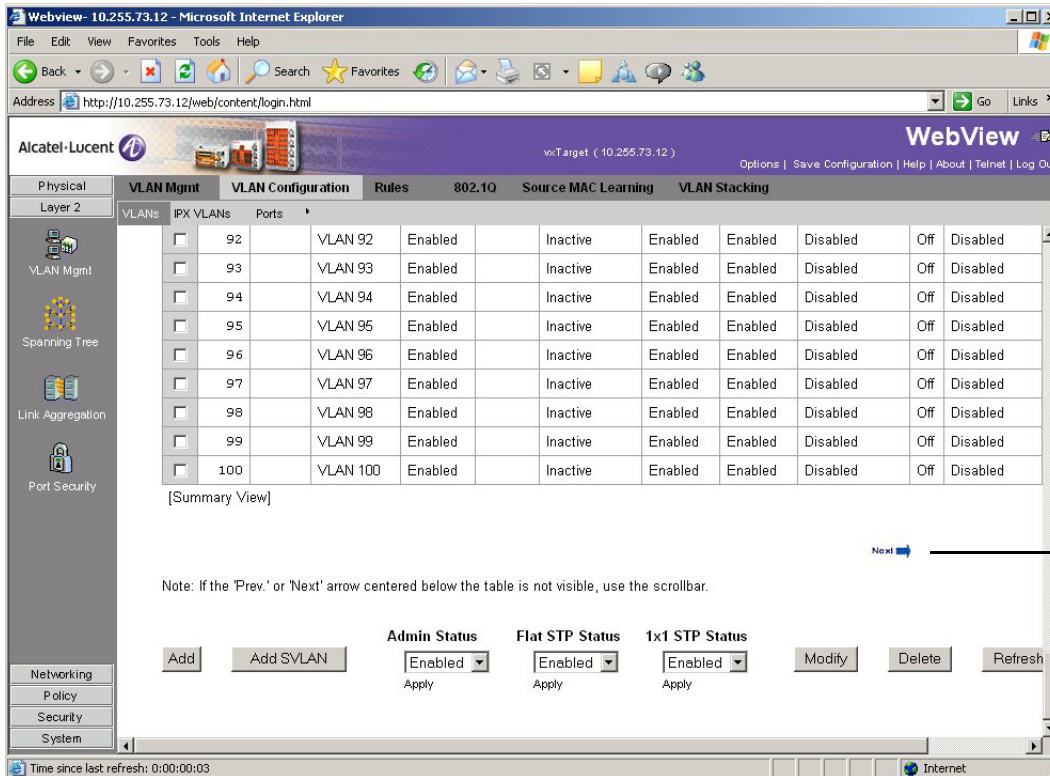 Webview- 10.255.73.12 - Microsoft Internet Explorer
File Edit View Favorites Tools Help
Back Search Favorites
Address http://10.255.73.12/web/content/login.html Go Links
Alcatel·Lucent vxTarget ( 10.255.73.12 ) WebView
Options | Save Configuration | Help | About | Telnet | Log Ou
Physical VLAN Mgmt VLAN Configuration Rules 802.1Q Source MAC Learning VLAN Stacking
Layer 2 VLANs IPX VLANs Ports
92 VLAN 92 Enabled Inactive Enabled Enabled Disabled Off Disabled
93 VLAN 93 Enabled Inactive Enabled Enabled Disabled Off Disabled
94 VLAN 94 Enabled Inactive Enabled Enabled Disabled Off Disabled
95 VLAN 95 Enabled Inactive Enabled Enabled Disabled Off Disabled
96 VLAN 96 Enabled Inactive Enabled Enabled Disabled Off Disabled
97 VLAN 97 Enabled Inactive Enabled Enabled Disabled Off Disabled
98 VLAN 98 Enabled Inactive Enabled Enabled Disabled Off Disabled
99 VLAN 99 Enabled Inactive Enabled Enabled Disabled Off Disabled
100 VLAN 100 Enabled Inactive Enabled Enabled Disabled Off Disabled
VLAN Mgmt
Spanning Tree
Link Aggregation
Port Security
[Summary View]
Next
Note: If the 'Prev.' or 'Next' arrow centered below the table is not visible, use the scrollbar.
Admin Status Flat STP Status 1x1 STP Status
Add Add SVLAN Enabled Enabled Enabled Modify Delete Refresh
Apply Apply Apply
Networking
Policy
Security
System
Time since last refresh: 0:00:00:03 Internet